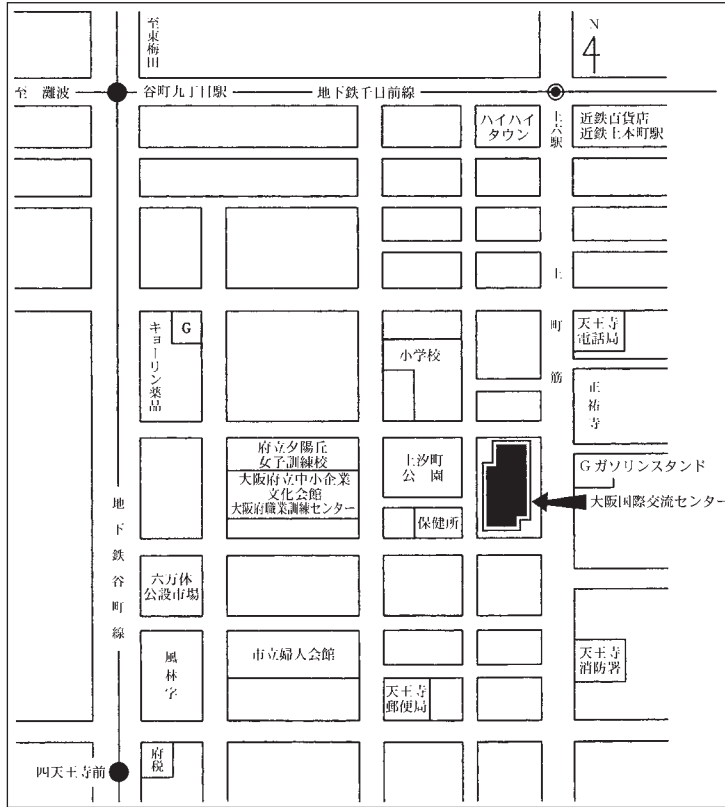 至東梅田
N
至 灘波
谷町九丁目駅
地下鉄千日前線
ハイハイ
タウン
上六駅
近鉄百貨店
近鉄上本町駅
上町筋
キョーリン薬品
G
小学校
天王寺
電話局
正祐寺
府立夕陽丘
女子訓練校
大阪府立中小企業
文化会館
大阪府職業訓練センター
上汐町
公園
保健所
Gガソリンスタンド
大阪国際交流センター
地下鉄谷町線
六万体
公設市場
風林字
市立婦人会館
天王寺
郵便局
天王寺
消防署
四天王寺前
府税